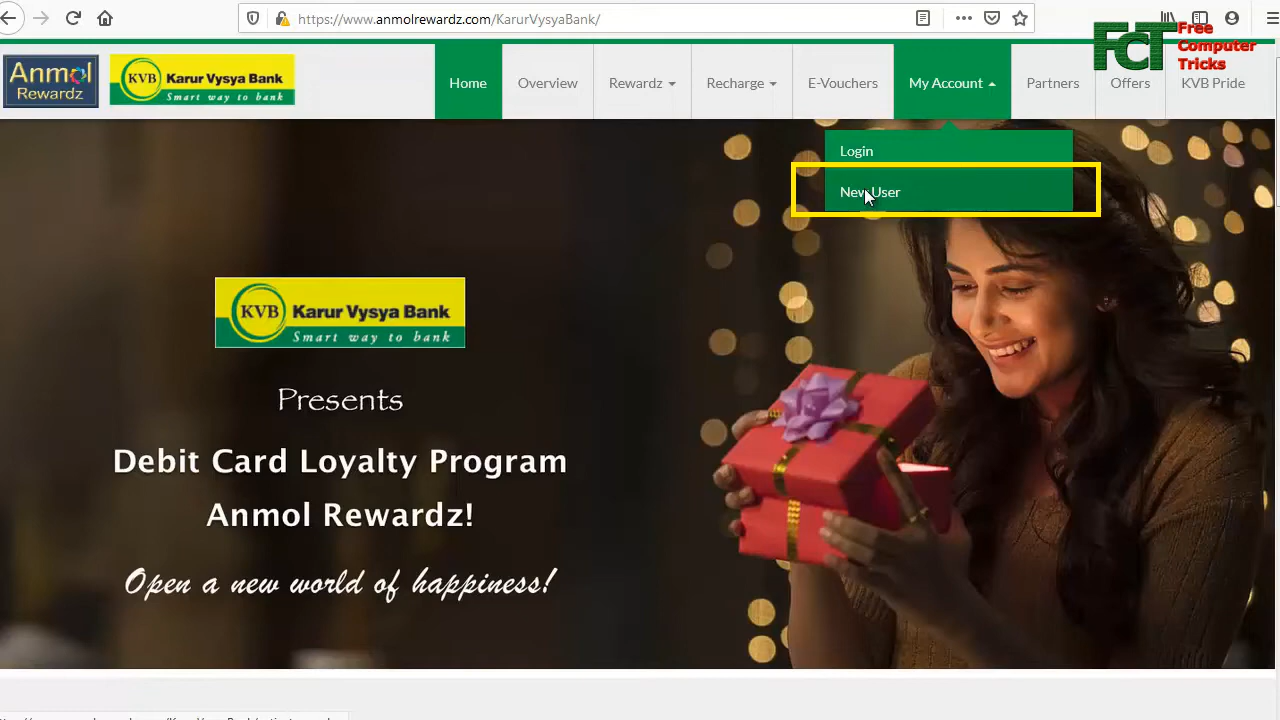 https://www.anmolrewardz.com/KarurVysyaBank/
FCT Free
Computer
Tricks
Anmol
Rewardz
KVB Karur Vysya Bank
Smart way to bank
Home Overview Rewardz Recharge E-Vouchers My Account Partners Offers KVB Pride
Login
New User
KVB Karur Vysya Bank
Smart way to bank
Presents
Debit Card Loyalty Program
Anmol Rewardz!
Open a new world of happiness!